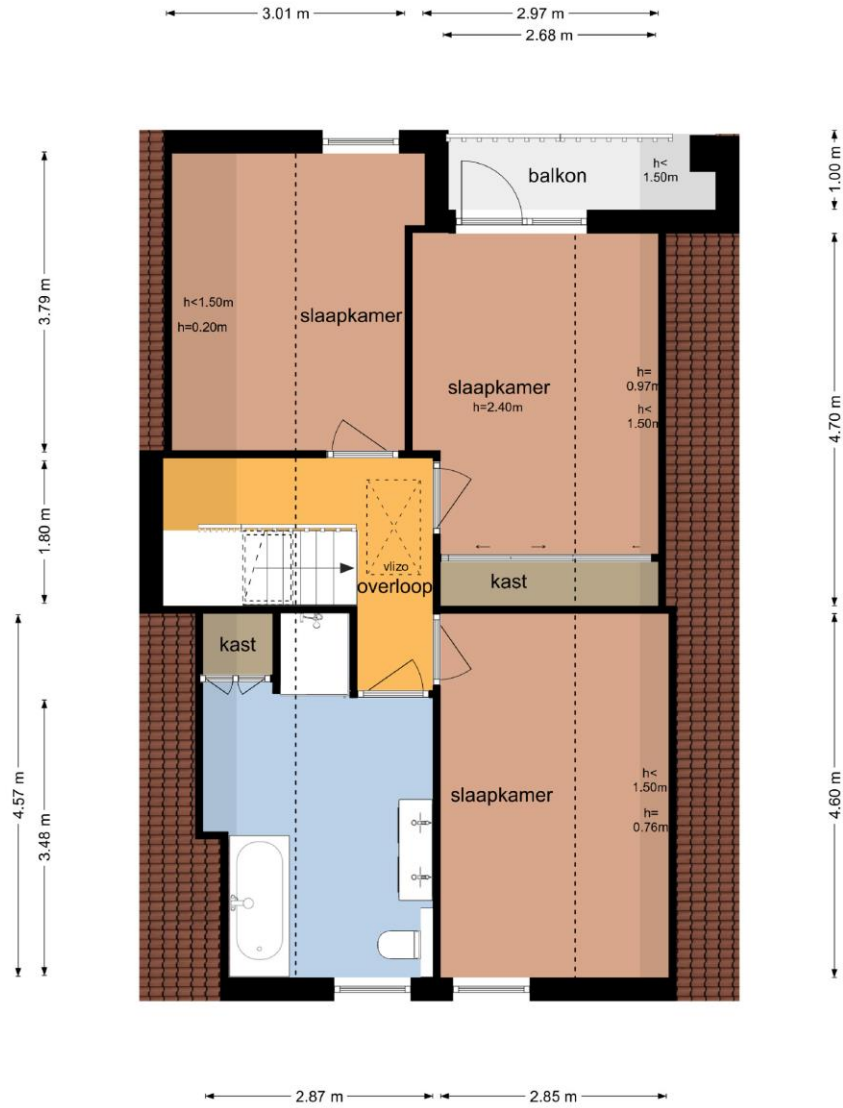 3.01 m
2.97 m
2.68 m
balkon
h<
1.50m
1.00 m
3.79 m
h<1.50m
h=0.20m
slaapkamer
slaapkamer
h=2.40m
h=
0.97m
h<
1.50m
4.70 m
1.80 m
vlizo
overloop
kast
kast
4.57 m
3.48 m
slaapkamer
h<
1.50m
h=
0.76m
4.60 m
2.87 m
2.85 m